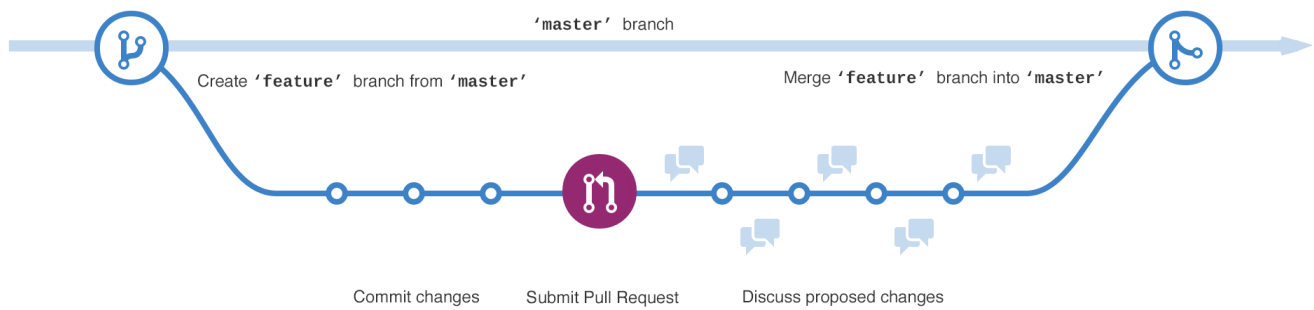 ‘master’ branch
Create ‘feature’ branch from ‘master’
Merge ‘feature’ branch into ‘master’
Commit changes
Submit Pull Request
Discuss proposed changes